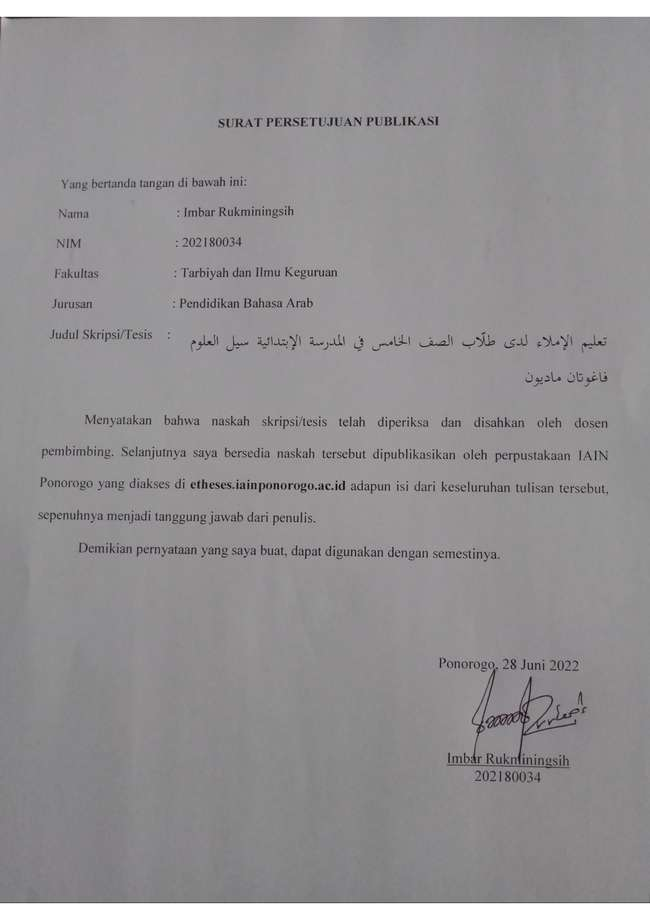 SURAT PERSETUJUAN PUBLIKASI
Yang bertanda tangan di bawah ini:
Nama : Imbar Rukminingsih
NIM : 202180034
Fakultas : Tarbiyah dan Ilmu Keguruan
Jurusan : Pendidikan Bahasa Arab
Judul Skripsi/Tesis : تعليم الإملاء لدى طلّاب الصف الخامس في المدرسة الإبتدائية سيل العلوم
فاغوتان ماديون
Menyatakan bahwa naskah skripsi/tesis telah diperiksa dan disahkan oleh dosen
pembimbing. Selanjutnya saya bersedia naskah tersebut dipublikasikan oleh perpustakaan IAIN
Ponorogo yang diakses di etheses.iainponorogo.ac.id adapun isi dari keseluruhan tulisan tersebut,
sepenuhnya menjadi tanggung jawab dari penulis.
Demikian pernyataan yang saya buat, dapat digunakan dengan semestinya.
Ponorogo, 28 Juni 2022
Imbar Rukminingsih
202180034